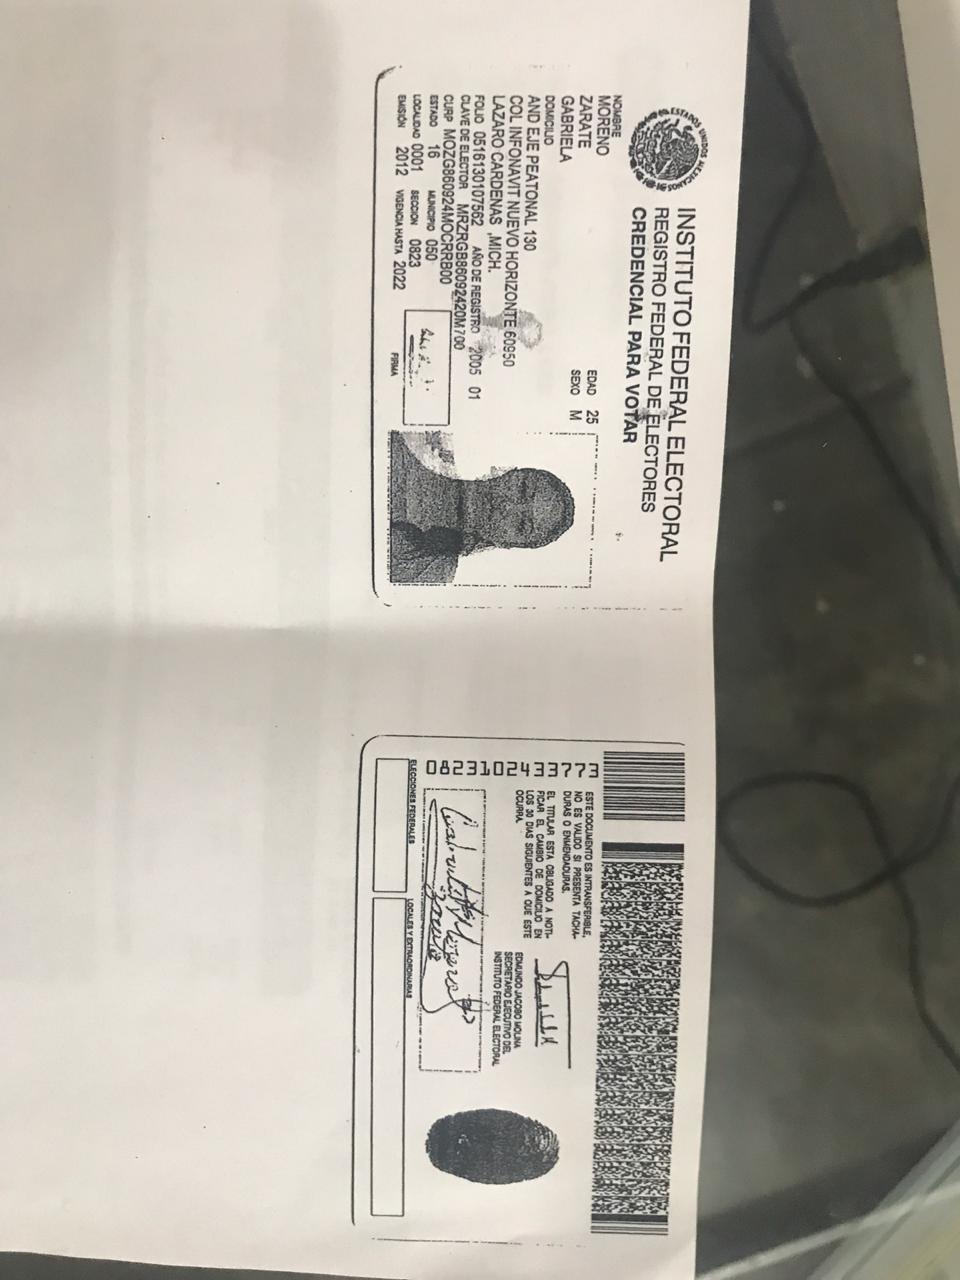 ESTADOS UNIDOS MEXICANOS
INSTITUTO FEDERAL ELECTORAL
REGISTRO FEDERAL DE ELECTORES
CREDENCIAL PARA VOTAR
NOMBRE
MORENO
ZARATE
GABRIELA
EDAD 25
SEXO M
DOMICILIO
AND EJE PEATONAL 130
COL INFONAVIT NUEVO HORIZONTE 60950
LAZARO CARDENAS ,MICH.
FOLIO 0516130107562 AÑO DE REGISTRO 2005 01
CLAVE DE ELECTOR MRZRGB86092420M700
CURP MOZG860924MOCRRB00
ESTADO 16 MUNICIPIO 050
LOCALIDAD 0001 SECCION 0823
EMISIÓN 2012 VIGENCIA HASTA 2022
FIRMA
0823102433773
ESTE DOCUMENTO ES INTRANSFERIBLE,
NO ES VALIDO SI PRESENTA TACHA-
DURAS O ENMENDADURAS.
EL TITULAR ESTA OBLIGADO A NOTI-
FICAR EL CAMBIO DE DOMICILIO EN
LOS 30 DIAS SIGUIENTES A QUE ESTE
OCURRA.
EDMUNDO JACOBO MOLINA
SECRETARIO EJECUTIVO DEL
INSTITUTO FEDERAL ELECTORAL
ELECCIONES FEDERALES
LOCALES Y EXTRAORDINARIAS